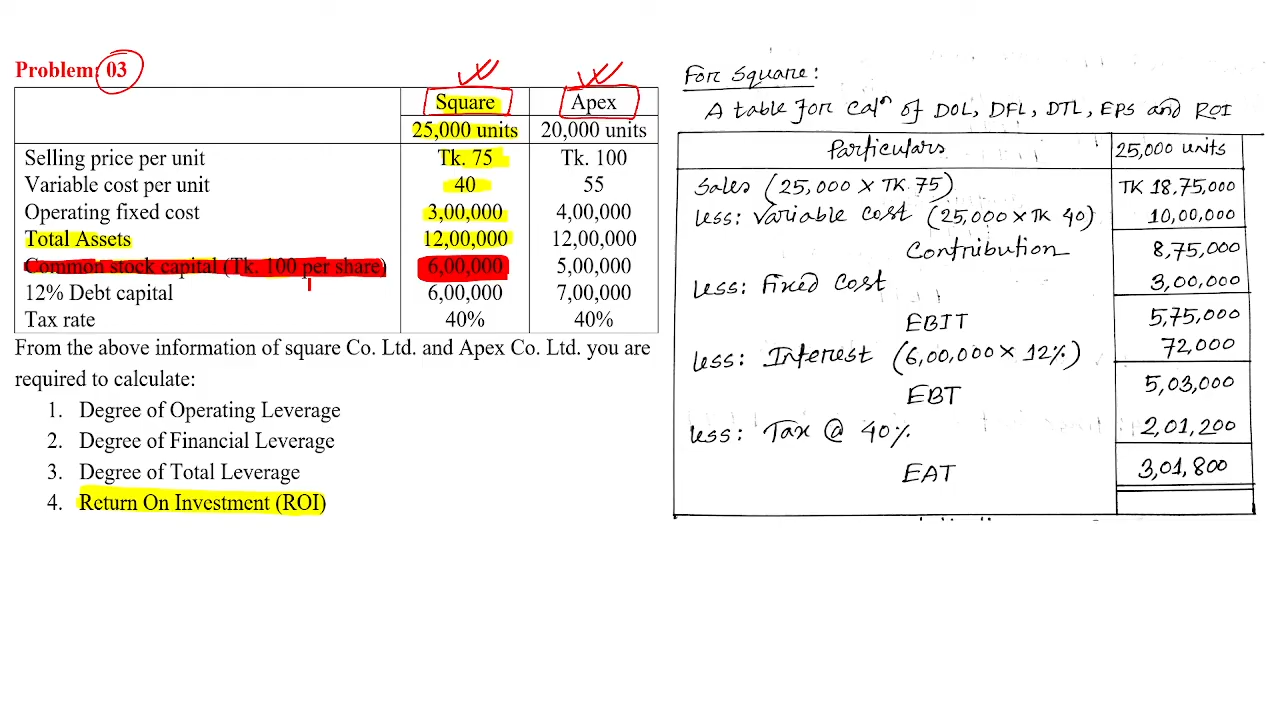 Problem: 03
Square Apex
25,000 units 20,000 units
Selling price per unit Tk. 75 Tk. 100
Variable cost per unit 40 55
Operating fixed cost 3,00,000 4,00,000
Total Assets 12,00,000 12,00,000
Common stock capital (Tk. 100 per share) 6,00,000 5,00,000
12% Debt capital 6,00,000 7,00,000
Tax rate 40% 40%
From the above information of square Co. Ltd. and Apex Co. Ltd. you are
required to calculate:
1. Degree of Operating Leverage
2. Degree of Financial Leverage
3. Degree of Total Leverage
4. Return On Investment (ROI)
For Square:
A table for calⁿ of DOL, DFL, DTL, EPS and ROI
Particulars 25,000 units
Sales (25,000 × TK 75) TK 18,75,000
less: Variable cost (25,000 × TK 40) 10,00,000
Contribution 8,75,000
less: Fixed cost 3,00,000
EBIT 5,75,000
less: Interest (6,00,000 × 12%) 72,000
EBT 5,03,000
less: Tax @ 40% 2,01,200
EAT 3,01,800